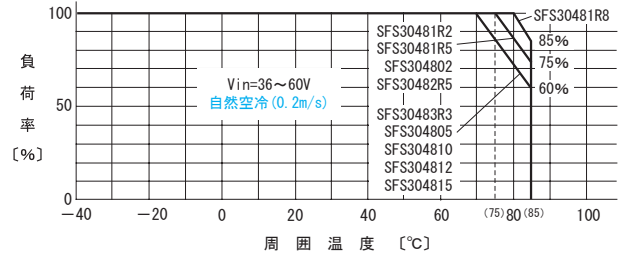 100
50
0
負
荷
率
〔%〕
SFS30481R8
SFS30481R2
SFS30481R5
SFS304802
SFS30482R5
SFS30483R3
SFS304805
SFS304810
SFS304812
SFS304815
85%
75%
60%
Vin=36～60V
自然空冷(0.2m/s)
-40 -20 0 20 40 60 (75) 80 (85) 100
周 囲 温 度 〔℃〕